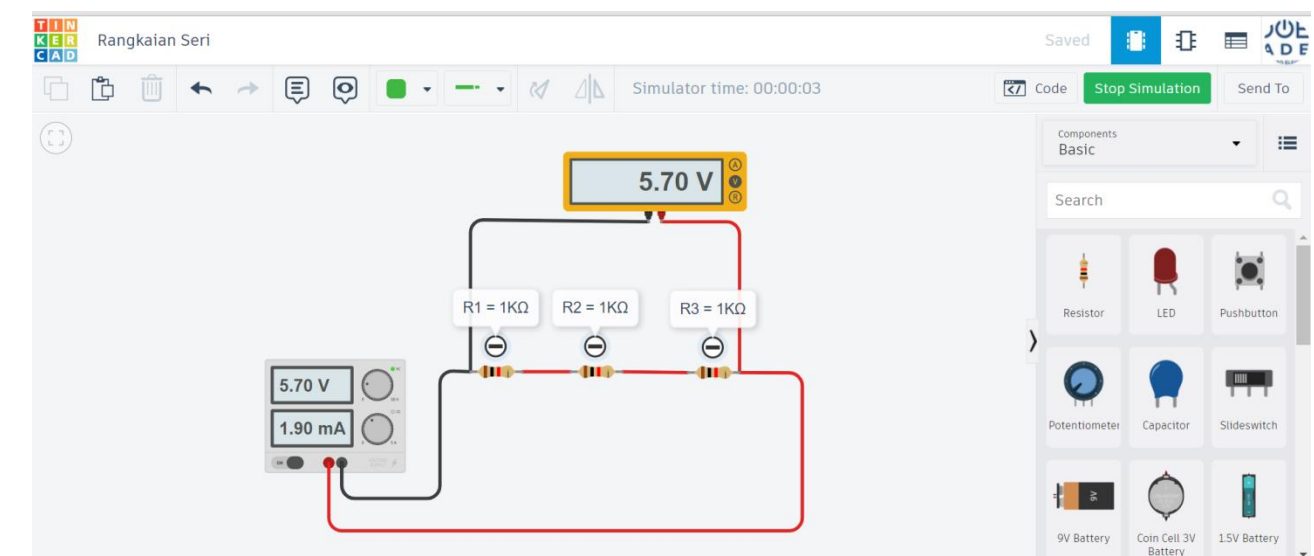 TIN
KER
CAD
Rangkaian Seri
Saved
Simulator time: 00:00:03
Code
Stop Simulation
Send To
Components
Basic
Search
5.70 V
A
V
R
R1 = 1KΩ
R2 = 1KΩ
R3 = 1KΩ
5.70 V
1.90 mA
Resistor
LED
Pushbutton
Potentiometer
Capacitor
Slideswitch
9V
9V Battery
Coin Cell 3V
Battery
1.5V Battery